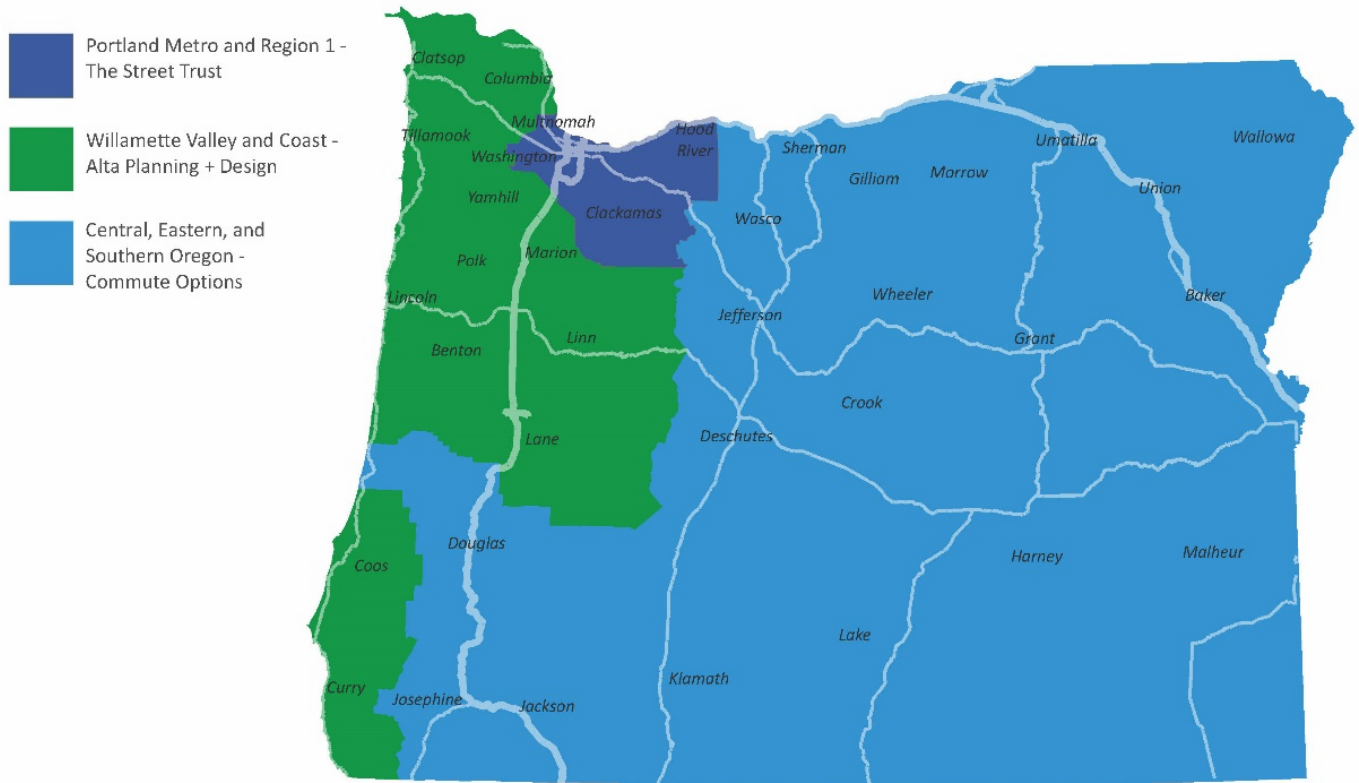 Portland Metro and Region 1 -
The Street Trust
Willamette Valley and Coast -
Alta Planning + Design
Central, Eastern, and
Southern Oregon -
Commute Options
Clatsop
Columbia
Multnomah
Hood
River
Tillamook
Washington
Sherman
Umatilla
Wallowa
Gilliam
Morrow
Union
Yamhill
Clackamas
Wasco
Polk
Marion
Lincoln
Jefferson
Wheeler
Baker
Benton
Linn
Grant
Crook
Lane
Deschutes
Douglas
Coos
Harney
Malheur
Lake
Curry
Josephine
Jackson
Klamath